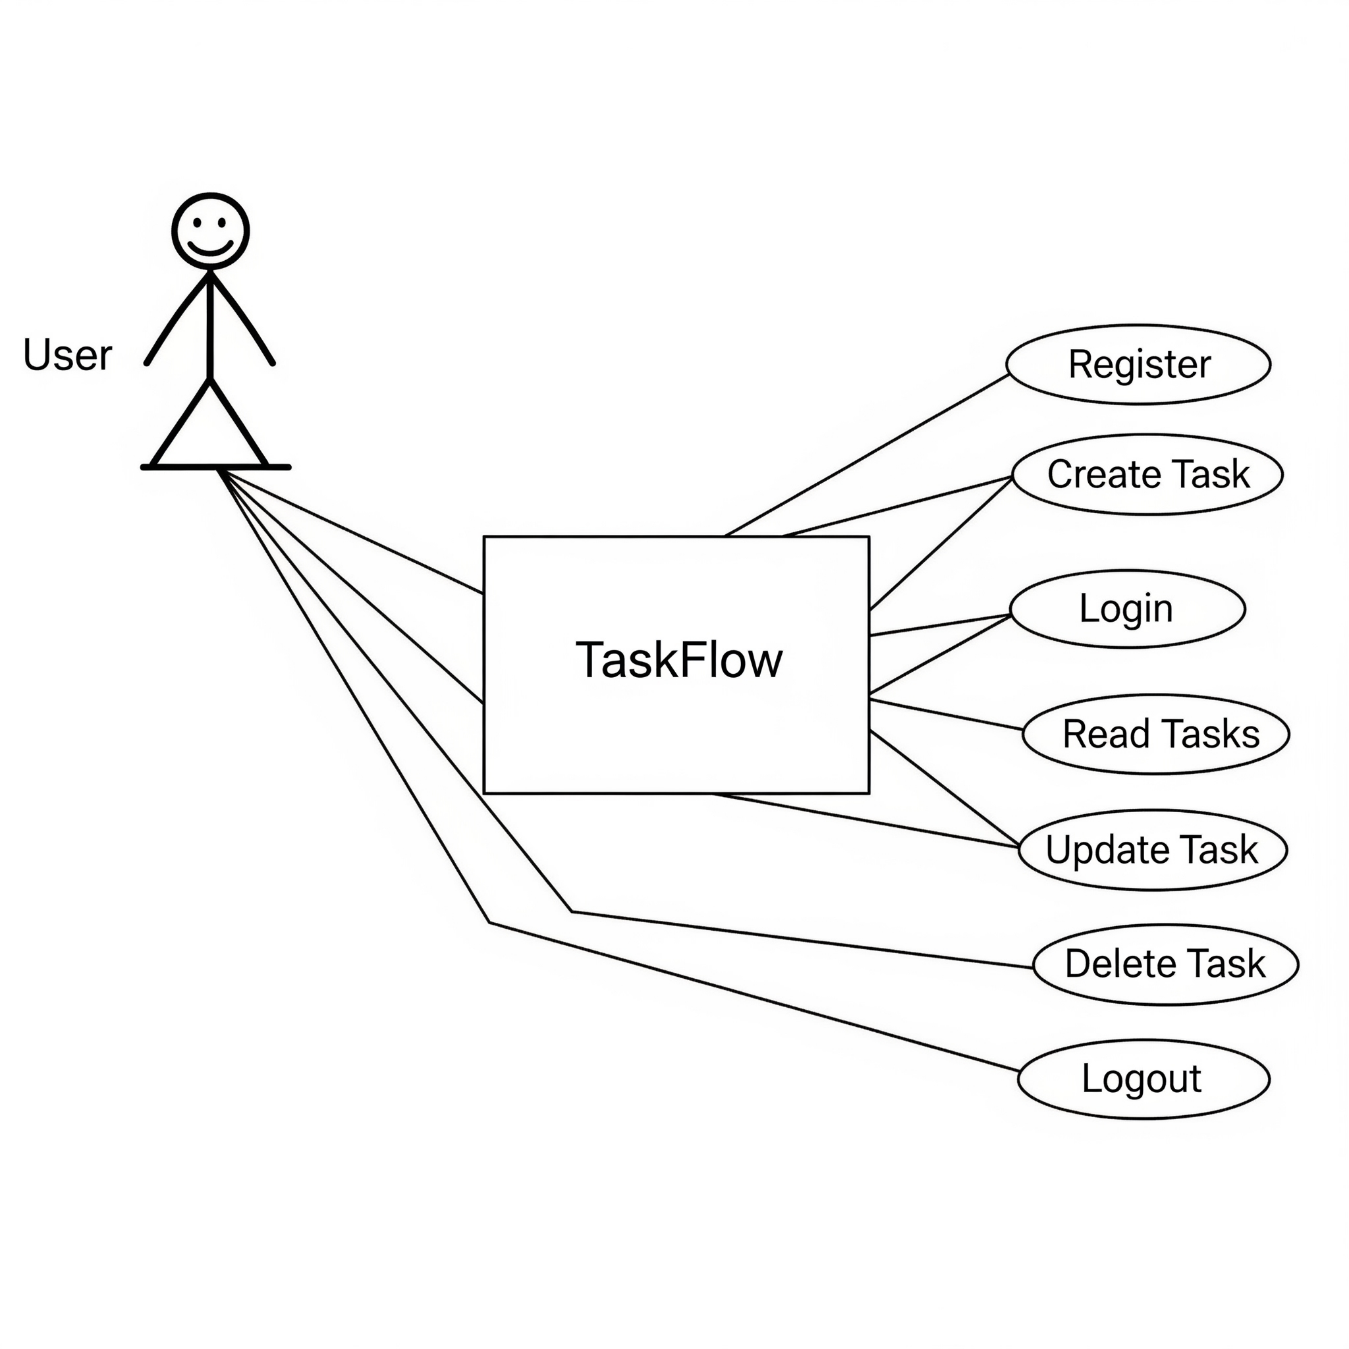 User
TaskFlow
Register
Create Task
Login
Read Tasks
Update Task
Delete Task
Logout